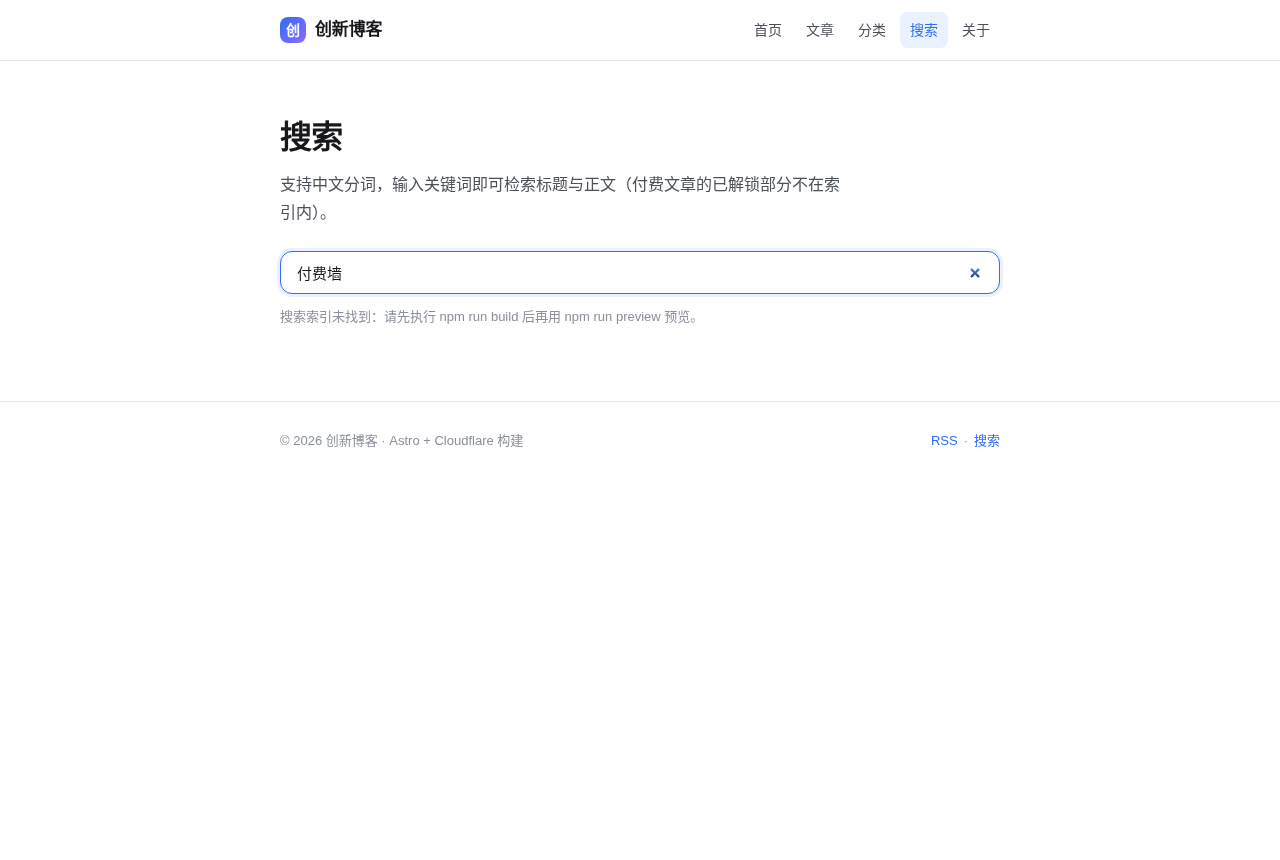 创 创新博客
首页 文章 分类 搜索 关于
搜索
支持中文分词，输入关键词即可检索标题与正文（付费文章的已解锁部分不在索
引内）。
付费墙
搜索索引未找到：请先执行 npm run build 后再用 npm run preview 预览。
© 2026 创新博客 · Astro + Cloudflare 构建
RSS · 搜索